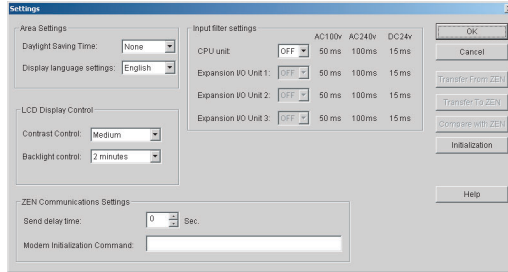 Settings
Area Settings
Daylight Saving Time: None
Display language settings: English
LCD Display Control
Contrast Control: Medium
Backlight control: 2 minutes
Input filter settings
AC100v AC240v DC24v
CPU unit: OFF 50 ms 100ms 15 ms
Expansion I/O Unit 1: OFF 50 ms 100ms 15 ms
Expansion I/O Unit 2: OFF 50 ms 100ms 15 ms
Expansion I/O Unit 3: OFF 50 ms 100ms 15 ms
ZEN Communications Settings
Send delay time: 0 Sec.
Modem Initialization Command:
OK
Cancel
Transfer From ZEN
Transfer To ZEN
Compare with ZEN
Initialization
Help